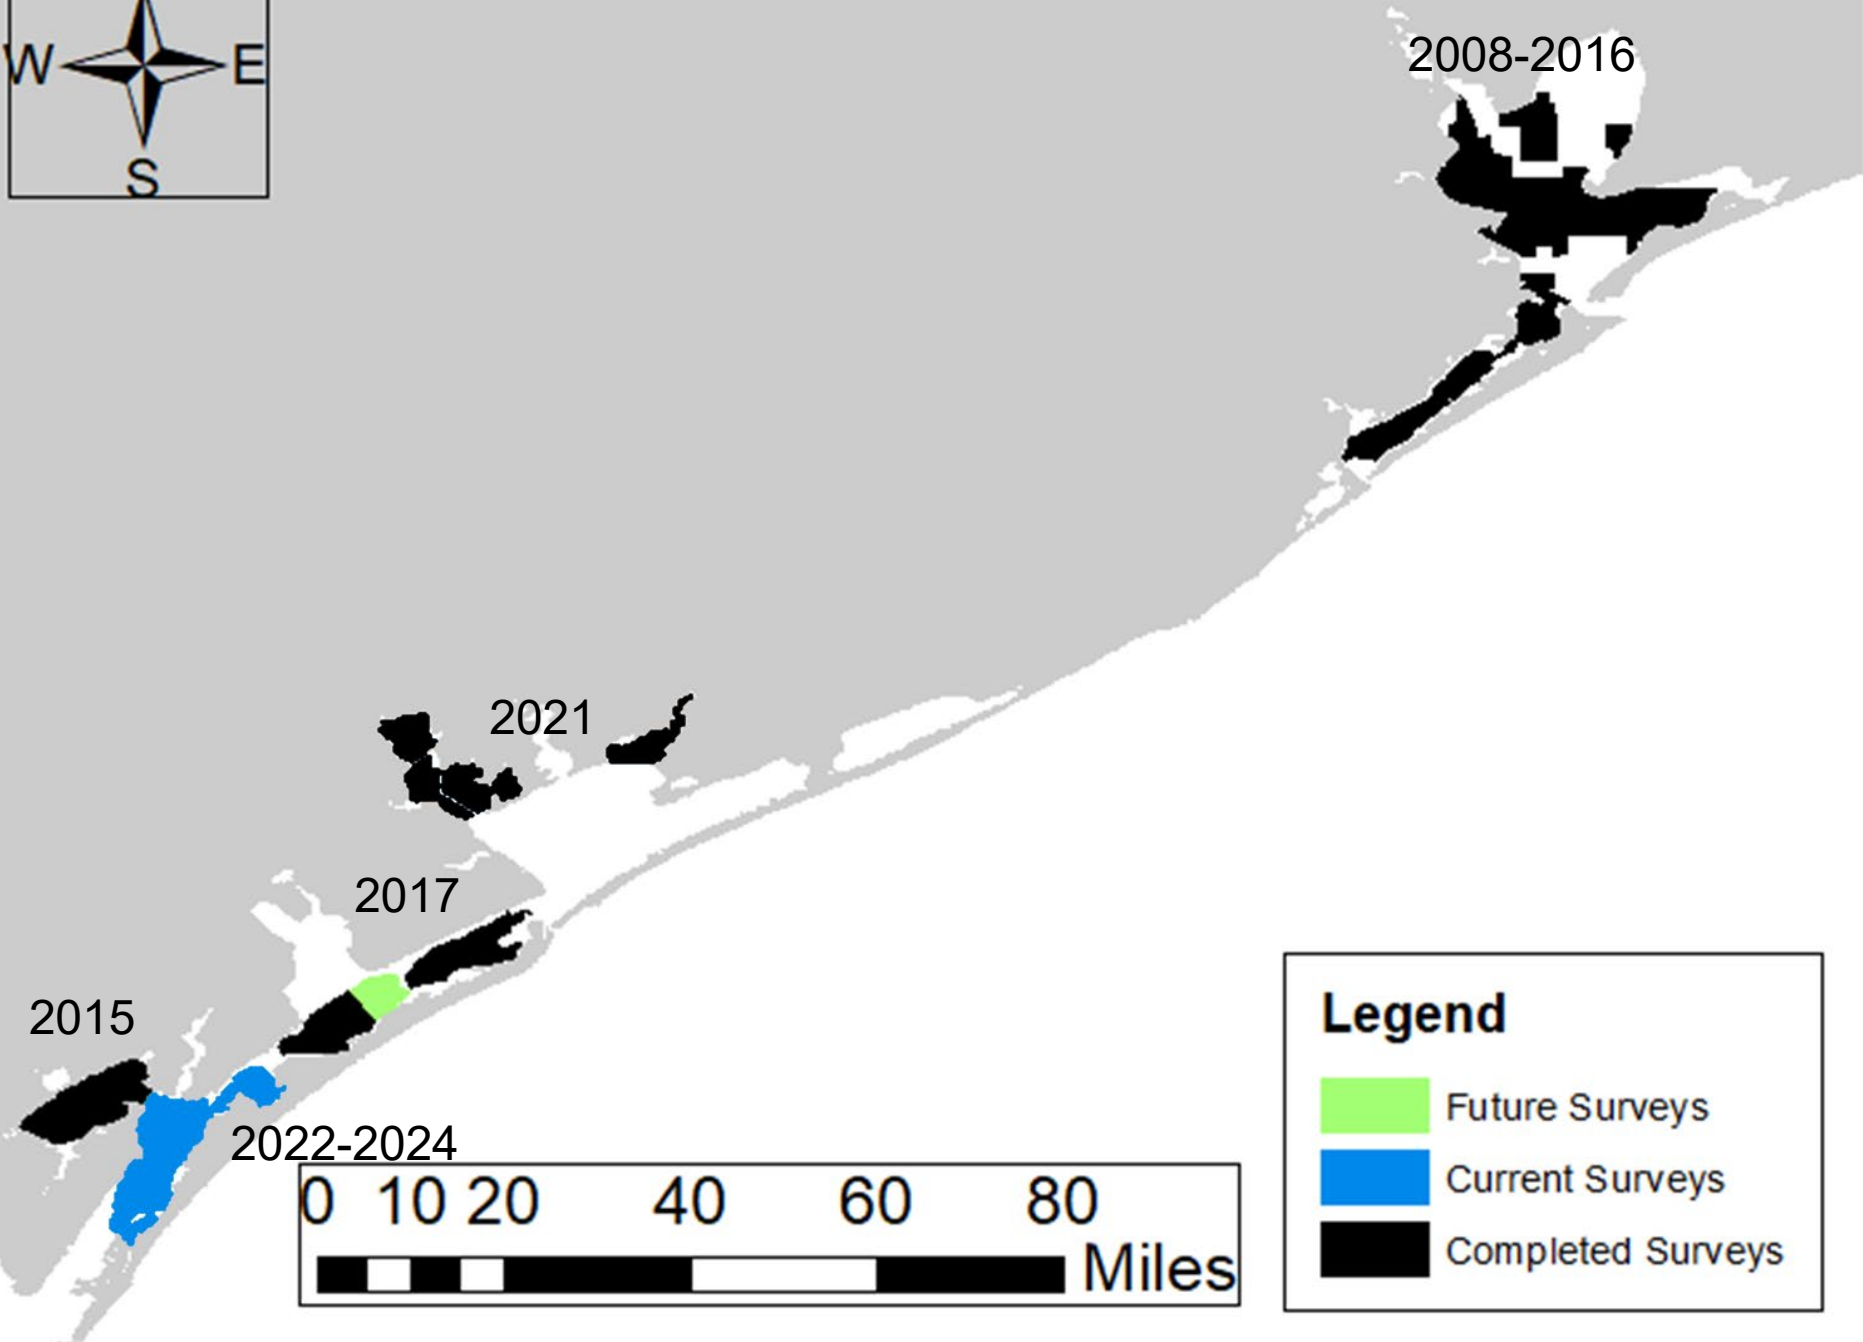 W E
S
2008-2016
2021
2017
2015
2022-2024
0 10 20 40 60 80
Miles
Legend
Future Surveys
Current Surveys
Completed Surveys